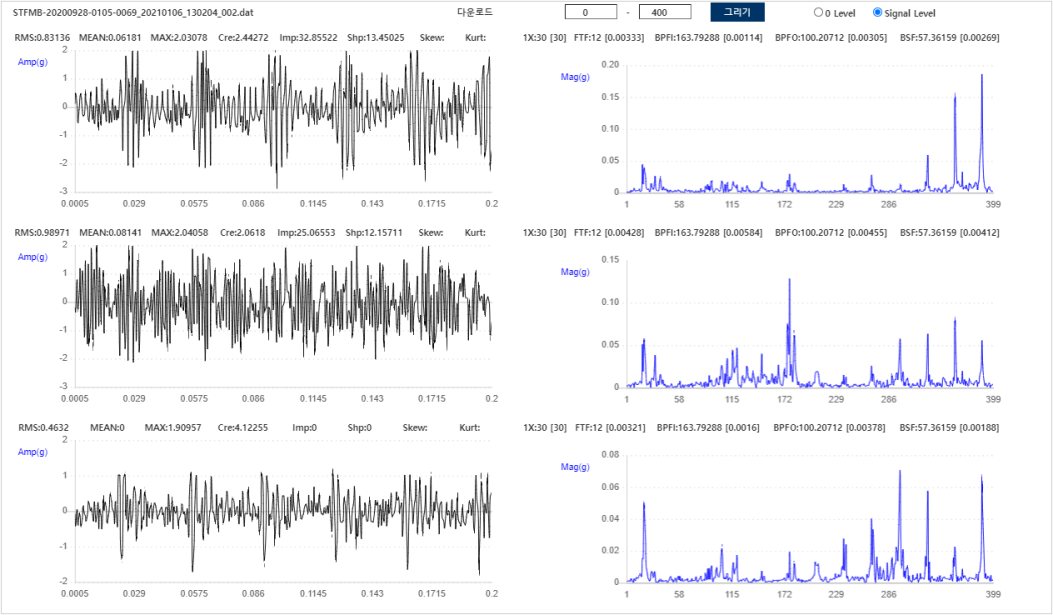 STFMB-20200928-0105-0069_20210106_130204_002.dat 다운로드 0 - 400 그리기 0 Level Signal Level
RMS:0.83136 MEAN:0.06181 MAX:2.03078 Cre:2.44272 Imp:32.85522 Shp:13.45025 Skew: Kurt: 1X:30 [30] FTF:12 [0.00333] BPFI:163.79288 [0.00114] BPFO:100.20712 [0.00305] BSF:57.36159 [0.00269]
Amp(g)
2
1
0
-1
-2
-3
0.0005 0.029 0.0575 0.086 0.1145 0.143 0.1715 0.2
Mag(g)
0.20
0.15
0.10
0.05
0
1 58 115 172 229 286 399
RMS:0.98971 MEAN:0.08141 MAX:2.04058 Cre:2.0618 Imp:25.06553 Shp:12.15711 Skew: Kurt: 1X:30 [30] FTF:12 [0.00428] BPFI:163.79288 [0.00584] BPFO:100.20712 [0.00455] BSF:57.36159 [0.00412]
Amp(g)
2
1
0
-1
-2
-3
0.0005 0.029 0.0575 0.086 0.1145 0.143 0.1715 0.2
Mag(g)
0.15
0.10
0.05
0
1 58 115 172 229 286 399
RMS:0.4632 MEAN:0 MAX:1.90957 Cre:4.12255 Imp:0 Shp:0 Skew: Kurt: 1X:30 [30] FTF:12 [0.00321] BPFI:163.79288 [0.0016] BPFO:100.20712 [0.00378] BSF:57.36159 [0.00188]
Amp(g)
2
1
0
-1
-2
0.0005 0.029 0.0575 0.086 0.1145 0.143 0.1715 0.2
Mag(g)
0.08
0.06
0.04
0.02
0
1 58 115 172 229 286 399